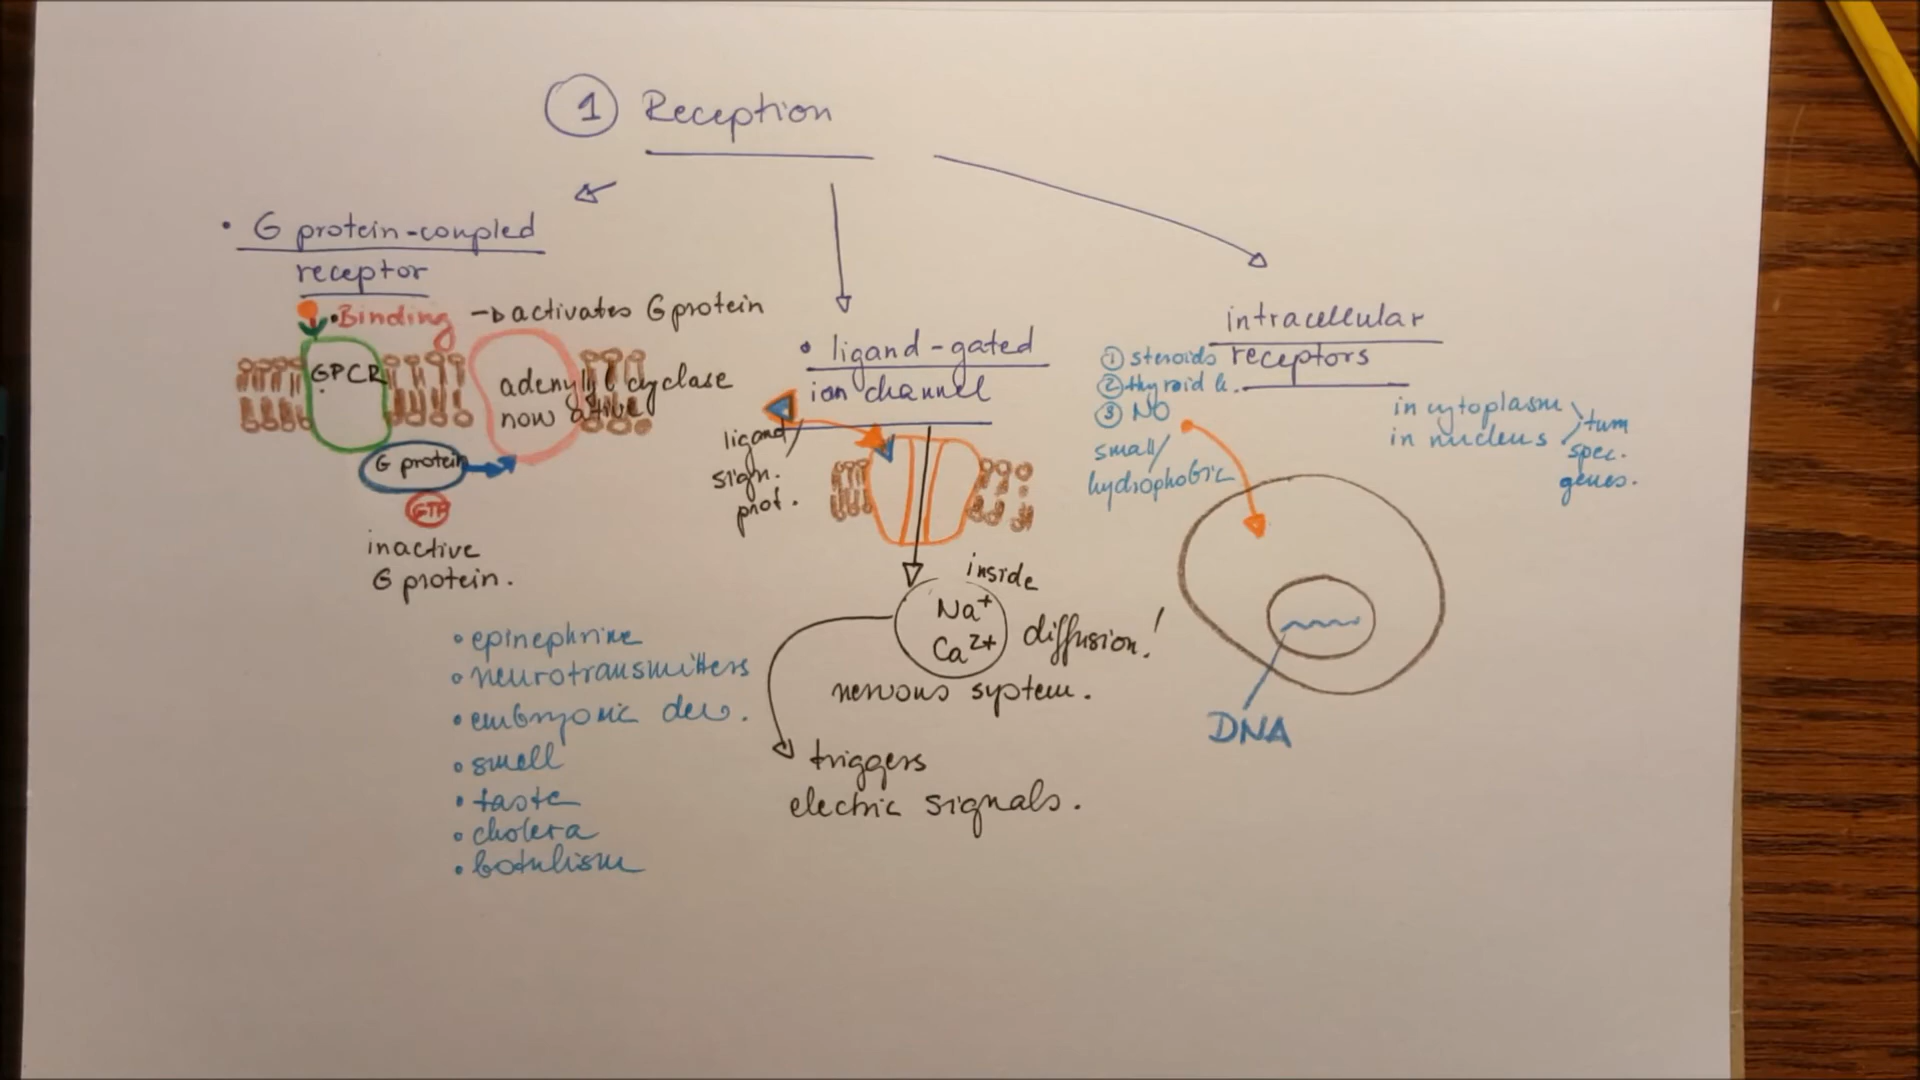 1 Reception
• G protein-coupled
receptor
• Binding → activates G protein
GPCR
adenylyl cyclase
now active
G protein
GTP
inactive
G protein.
• epinephrine
• neurotransmitters
• embryonic dev.
• smell
• taste
• cholera
• botulism
• ligand-gated
ion channel
ligand/
sign.
prot.
inside
Na+
Ca2+
diffusion!
nervous system.
triggers
electric signals.
intracellular
receptors
1 steroids
2 thyroid h.
3 NO
small/
hydrophobic
in cytoplasm
in nucleus
turn
spec.
genes.
DNA